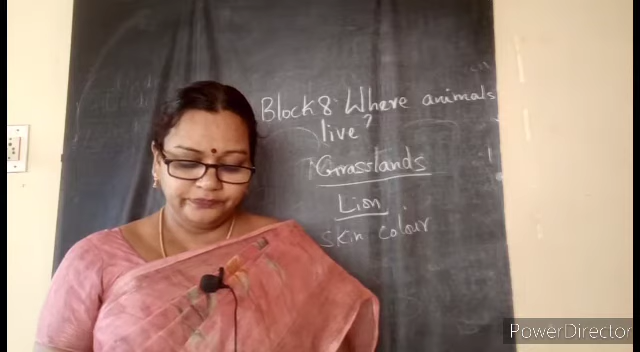 Block 8 Where animals
live?
Grasslands
Lion
Skin colour
PowerDirector